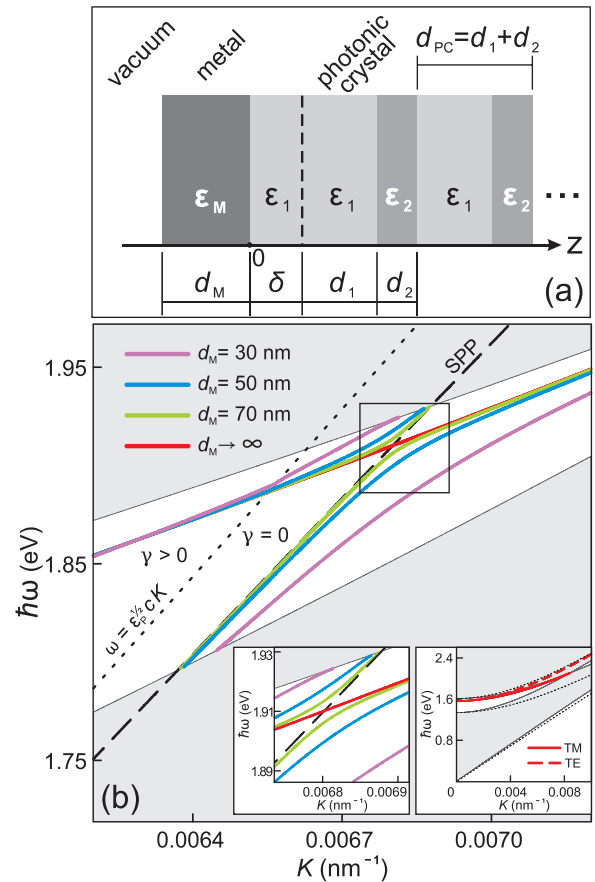 vacuum
metal
photonic
crystal
d_PC=d_1+d_2
ε_M
ε_1
ε_1
ε_2
ε_1
ε_2
...
0
z
d_M
δ
d_1
d_2
(a)
1.95
1.85
1.75
ħω (eV)
d_M= 30 nm
d_M= 50 nm
d_M= 70 nm
d_M→ ∞
SPP
γ > 0
γ = 0
ω = ε_P^{-1/2} cK
(b)
1.93
1.91
1.89
ħω (eV)
0.0068
0.0069
K (nm⁻¹)
2.4
1.6
0.8
ħω (eV)
TM
TE
0
0.004
0.008
K (nm⁻¹)
0.0064
0.0067
0.0070
K (nm⁻¹)